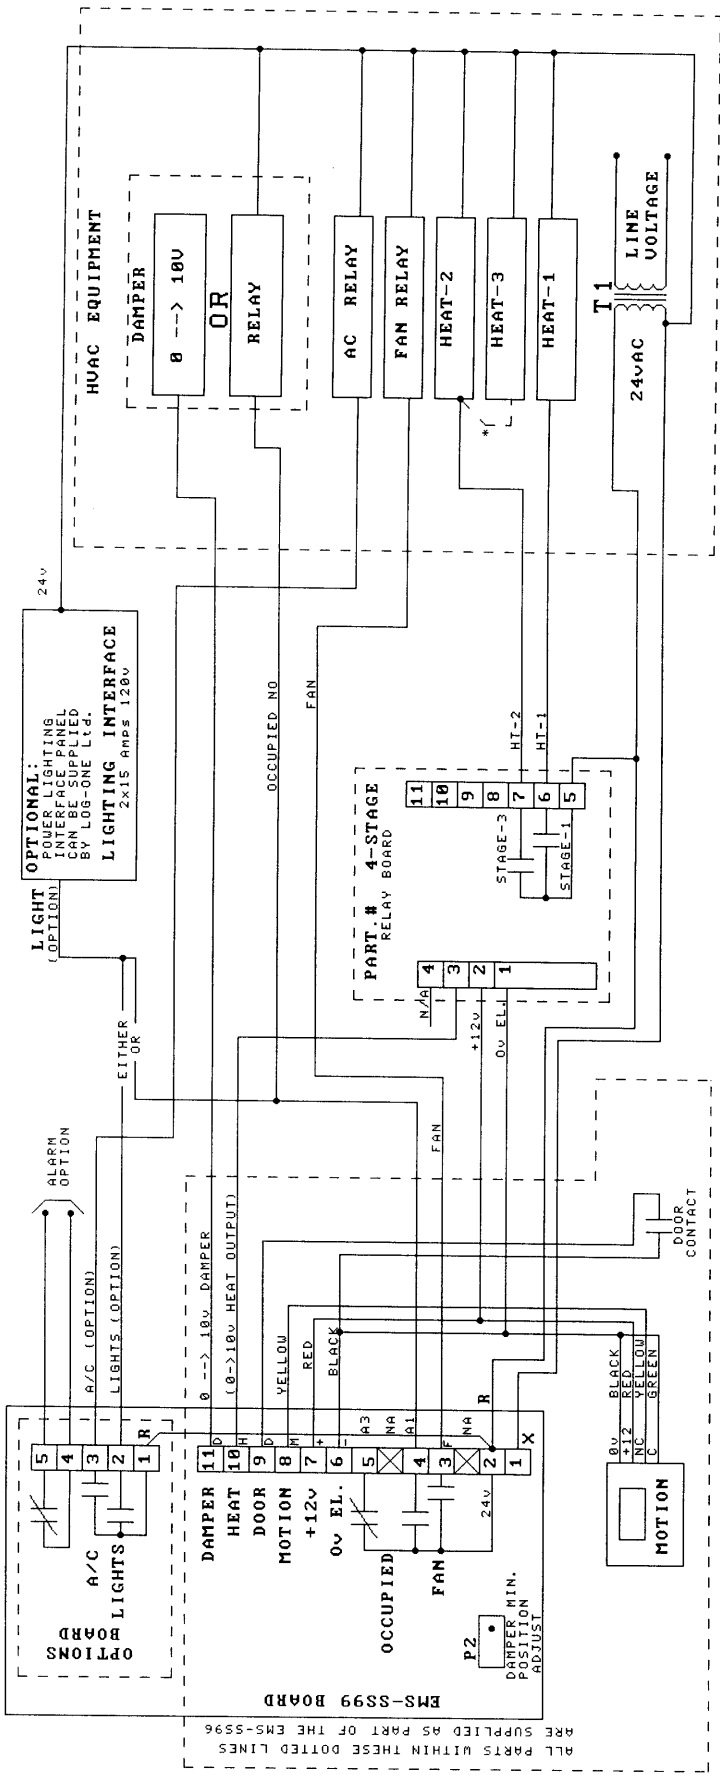 HVAC EQUIPMENT
DAMPER
0 ---> 10V
OR
RELAY
AC RELAY
FAN RELAY
HEAT-2
HEAT-3
HEAT-1
*
T1
LINE
VOLTAGE
24vAC
24v
OPTIONAL:
POWER LIGHTING
INTERFACE PANEL
CAN BE SUPPLIED
BY LOG-ONE Ltd.
LIGHTING INTERFACE
2x15 Amps 120v
LIGHT
(OPTION)
EITHER
OR
OCCUPIED NO
FAN
HT-2
HT-1
PART.# 4-STAGE
RELAY BOARD
11
10
9
8
7
6
5
STAGE-3
STAGE-1
4
3
2
1
N/A
+12v
0v EL.
ALARM
OPTION
A/C (OPTION)
LIGHTS (OPTION)
0 --> 10v DAMPER
(0->10v HEAT OUTPUT)
YELLOW
RED
BLACK
FAN
R
DOOR
CONTACT
5
4
3
2
1
R
A/C
LIGHTS
OPTIONS
BOARD
11
10
9
8
7
6
5
4
3
2
1
D
H
D
M
+
-
A3
NA
A1
F
NA
X
DAMPER
HEAT
DOOR
MOTION
+12v
0v EL.
OCCUPIED
FAN
24v
P2
DAMPER MIN.
POSITION
ADJUST
EMS-SS99 BOARD
ALL PARTS WITHIN THESE DOTTED LINES
ARE SUPPLIED AS PART OF THE EMS-SS96
0v BLACK
+12 RED
NC YELLOW
C GREEN
MOTION